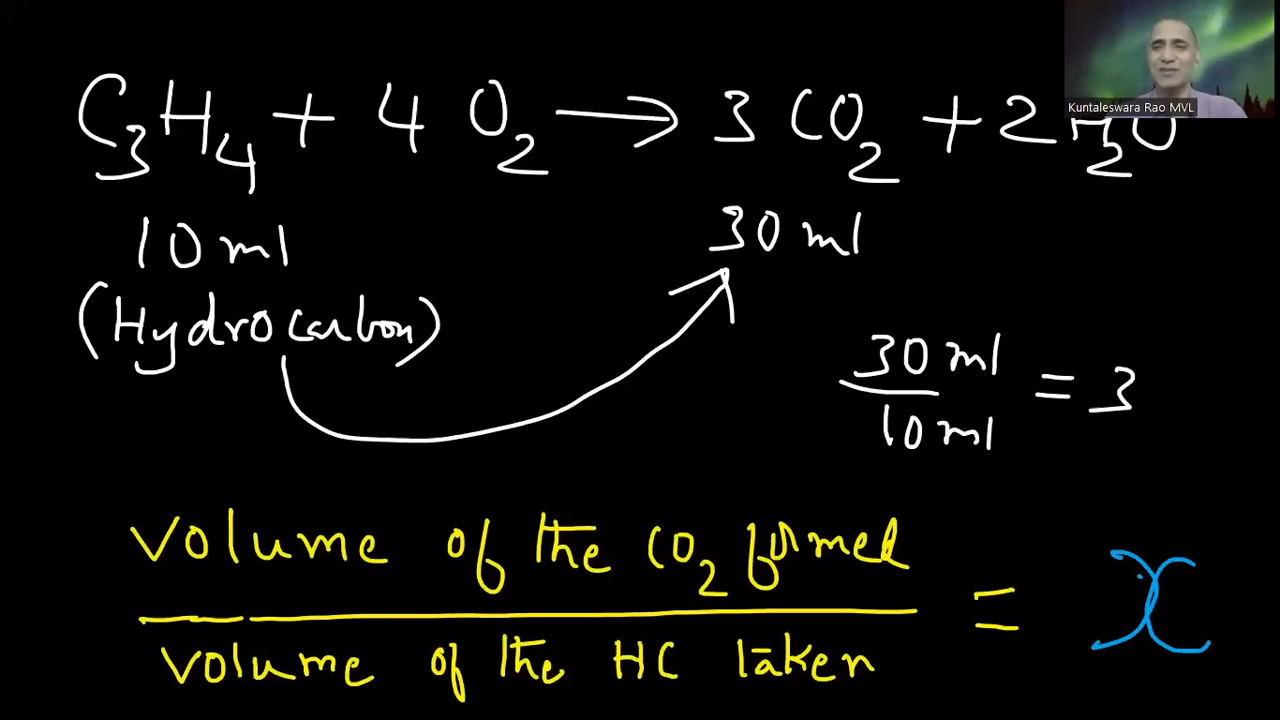 Kuntaleswara Rao MVL
C3H4 + 4 O2 → 3 CO2 + 2 H2O
10 ml 30 ml
(Hydrocarbon)
30 ml
10 ml
= 3
Volume of the CO2 formed
volume of the HC taken
= x